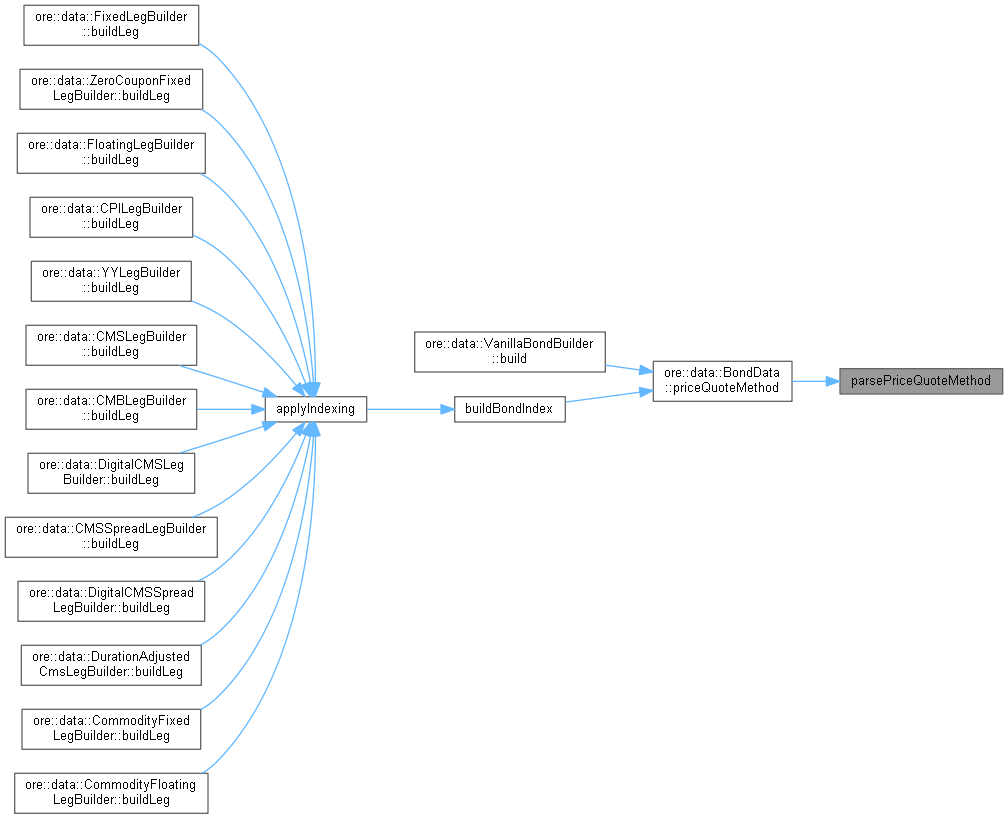 ore::data::FixedLegBuilder
::buildLeg
ore::data::ZeroCouponFixed
LegBuilder::buildLeg
ore::data::FloatingLegBuilder
::buildLeg
ore::data::CPILegBuilder
::buildLeg
ore::data::YYLegBuilder
::buildLeg
ore::data::CMSLegBuilder
::buildLeg
ore::data::CMBLegBuilder
::buildLeg
ore::data::DigitalCMSLeg
Builder::buildLeg
ore::data::CMSSpreadLegBuilder
::buildLeg
ore::data::DigitalCMSSpread
LegBuilder::buildLeg
ore::data::DurationAdjusted
CmsLegBuilder::buildLeg
ore::data::CommodityFixed
LegBuilder::buildLeg
ore::data::CommodityFloating
LegBuilder::buildLeg
applyIndexing
ore::data::VanillaBondBuilder
::build
buildBondIndex
ore::data::BondData
::priceQuoteMethod
parsePriceQuoteMethod